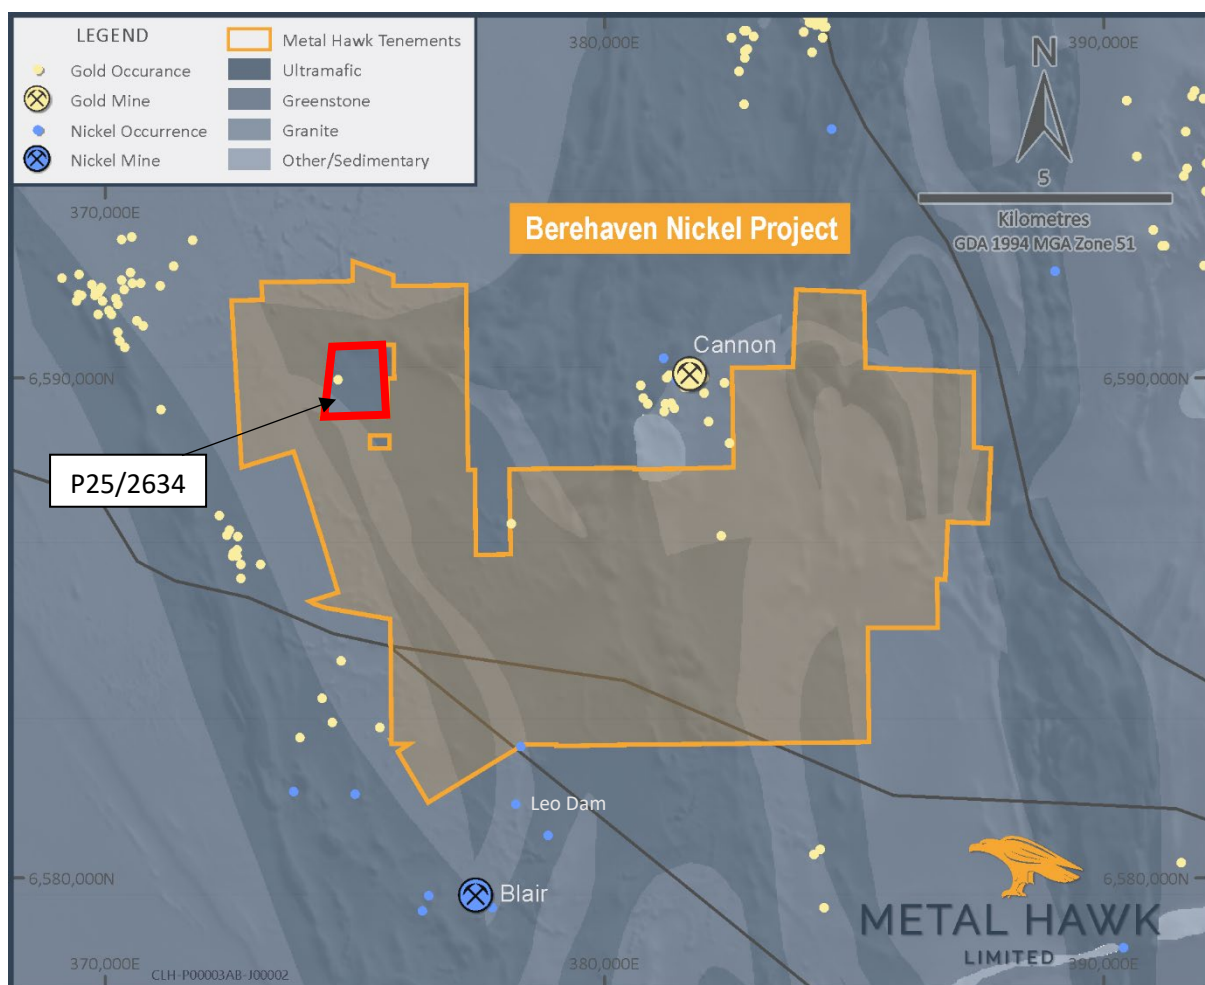 LEGEND
Gold Occurance
Gold Mine
Nickel Occurrence
Nickel Mine
Metal Hawk Tenements
Ultramafic
Greenstone
Granite
Other/Sedimentary
380,000E
390,000E
N
5
Kilometres
GDA 1994 MGA Zone 51
370,000E
Berehaven Nickel Project
Cannon
6,590,000N
6,590,000N
P25/2634
Leo Dam
Blair
6,580,000N
6,580,000N
METAL HAWK
LIMITED
370,000E
CLH-P00003AB-J00002
380,000E
390,000E